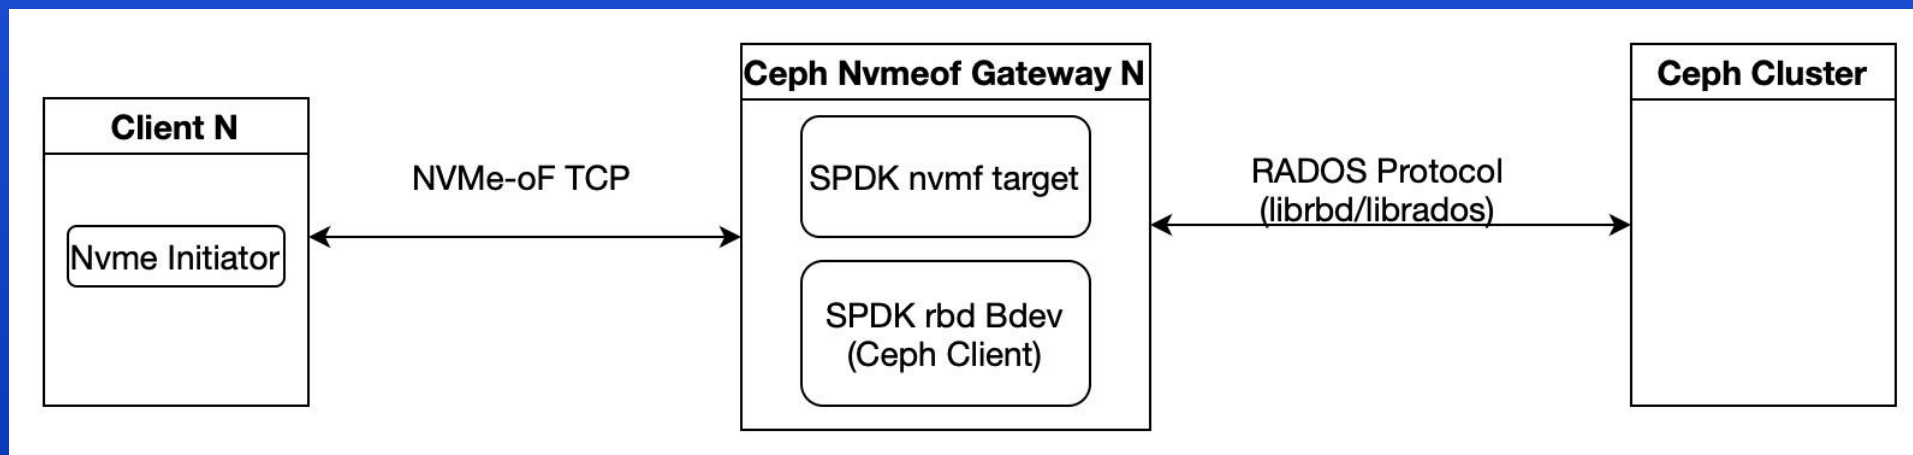 Client N
Nvme Initiator
NVMe-oF TCP
Ceph Nvmeof Gateway N
SPDK nvmf target
SPDK rbd Bdev
(Ceph Client)
RADOS Protocol
(librbd/librados)
Ceph Cluster